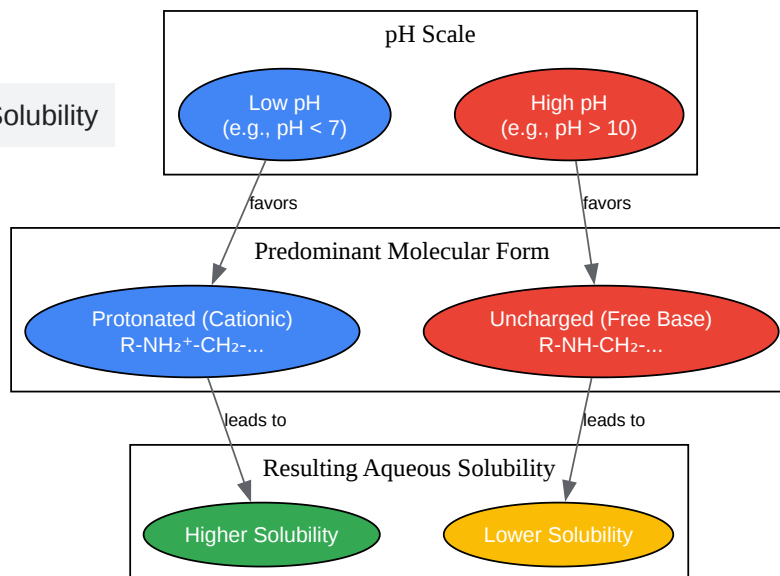 pH Scale
Low pH
(e.g., pH < 7)
High pH
(e.g., pH > 10)
Solubility
favors
favors
Predominant Molecular Form
Protonated (Cationic)
R-NH₂⁺-CH₂-...
Uncharged (Free Base)
R-NH-CH₂-...
leads to
leads to
Resulting Aqueous Solubility
Higher Solubility
Lower Solubility